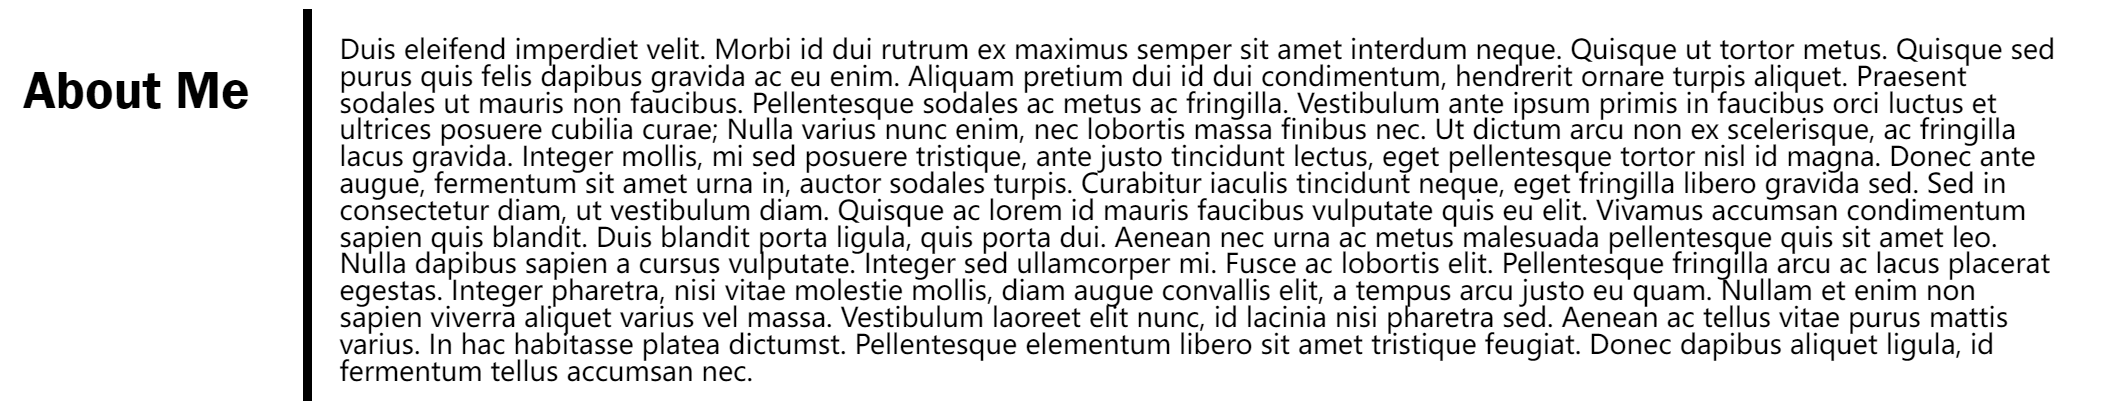 About Me
Duis eleifend imperdiet velit. Morbi id dui rutrum ex maximus semper sit amet interdum neque. Quisque ut tortor metus. Quisque sed
purus quis felis dapibus gravida ac eu enim. Aliquam pretium dui id dui condimentum, hendrerit ornare turpis aliquet. Praesent
sodales ut mauris non faucibus. Pellentesque sodales ac metus ac fringilla. Vestibulum ante ipsum primis in faucibus orci luctus et
ultrices posuere cubilia curae; Nulla varius nunc enim, nec lobortis massa finibus nec. Ut dictum arcu non ex scelerisque, ac fringilla
lacus gravida. Integer mollis, mi sed posuere tristique, ante justo tincidunt lectus, eget pellentesque tortor nisl id magna. Donec ante
augue, fermentum sit amet urna in, auctor sodales turpis. Curabitur iaculis tincidunt neque, eget fringilla libero gravida sed. Sed in
consectetur diam, ut vestibulum diam. Quisque ac lorem id mauris faucibus vulputate quis eu elit. Vivamus accumsan condimentum
sapien quis blandit. Duis blandit porta ligula, quis porta dui. Aenean nec urna ac metus malesuada pellentesque quis sit amet leo.
Nulla dapibus sapien a cursus vulputate. Integer sed ullamcorper mi. Fusce ac lobortis elit. Pellentesque fringilla arcu ac lacus placerat
egestas. Integer pharetra, nisi vitae molestie mollis, diam augue convallis elit, a tempus arcu justo eu quam. Nullam et enim non
sapien viverra aliquet varius vel massa. Vestibulum laoreet elit nunc, id lacinia nisi pharetra sed. Aenean ac tellus vitae purus mattis
varius. In hac habitasse platea dictumst. Pellentesque elementum libero sit amet tristique feugiat. Donec dapibus aliquet ligula, id
fermentum tellus accumsan nec.